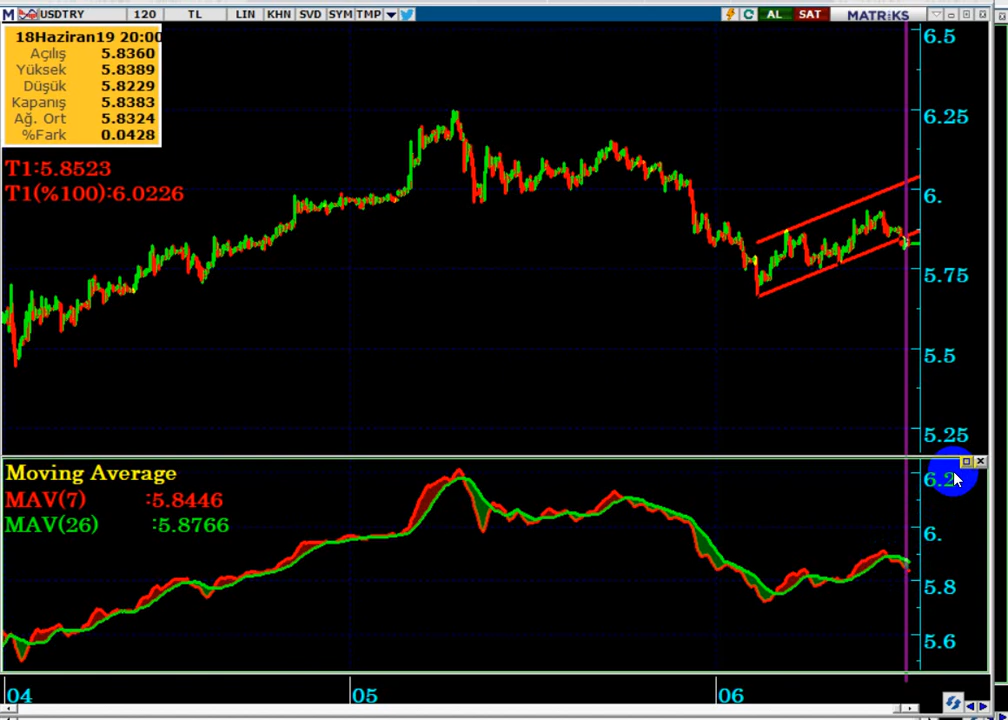 M USDTRY 120 TL LIN KHN SVD SYM TMP AL SAT MATRiKS
18Haziran19 20:00
Açılış 5.8360
Yüksek 5.8389
Düşük 5.8229
Kapanış 5.8383
Ağ. Ort 5.8324
%Fark 0.0428
T1:5.8523
T1(%100):6.0226
6.5
6.25
6.
5.75
5.5
5.25
Moving Average
MAV(7) :5.8446
MAV(26) :5.8766
6.2
6.
5.8
5.6
04 05 06